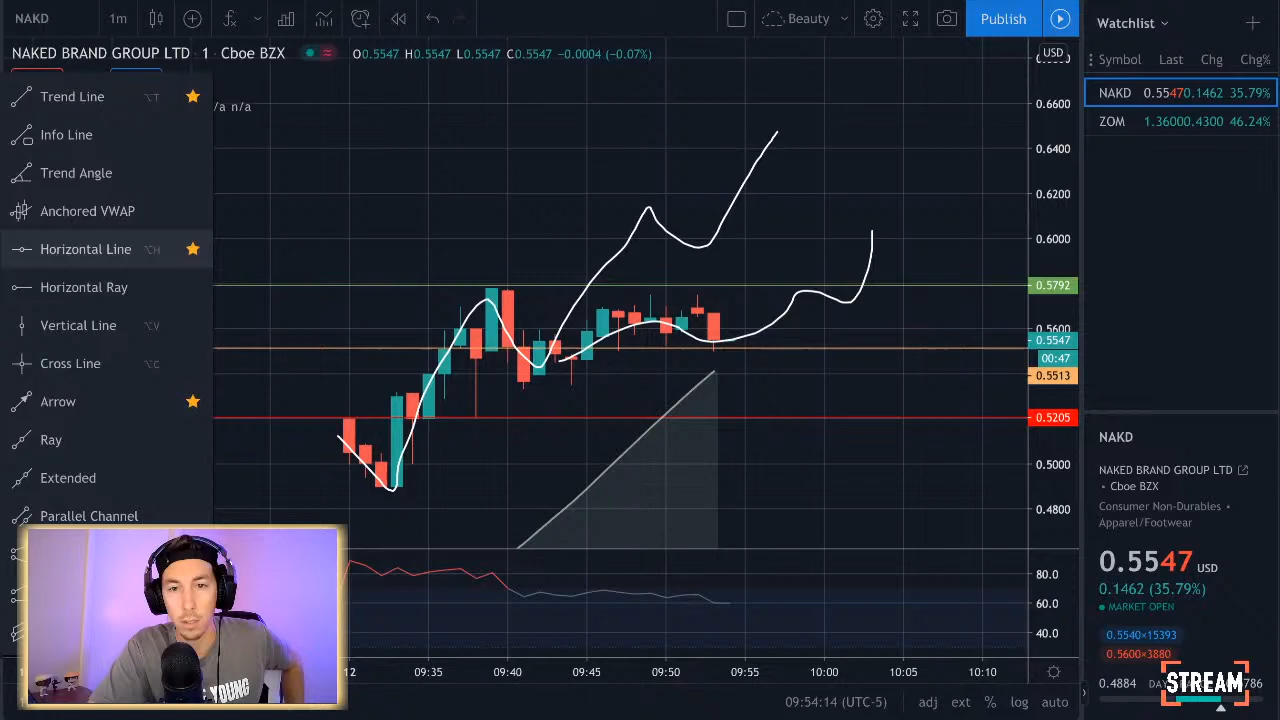 NAKD 1m Beauty Publish Watchlist
NAKED BRAND GROUP LTD · 1 · Cboe BZX O0.5547 H0.5547 L0.5547 C0.5547 −0.0004 (−0.07%) USD
Symbol Last Chg Chg%
NAKD 0.5547 0.1462 35.79%
ZOM 1.3600 0.4300 46.24%
/a n/a
Trend Line ⌥T
Info Line
Trend Angle
Anchored VWAP
Horizontal Line ⌥H
Horizontal Ray
Vertical Line ⌥V
Cross Line ⌥C
Arrow
Ray
Extended
Parallel Channel
0.6600
0.6400
0.6200
0.6000
0.5792
0.5600
0.5547
00:47
0.5513
0.5205
0.5000
0.4800
80.0
60.0
40.0
12 09:35 09:40 09:45 09:50 09:55 10:00 10:05 10:10
09:54:14 (UTC-5) adj ext % log auto
NAKD
NAKED BRAND GROUP LTD
• Cboe BZX
Consumer Non-Durables •
Apparel/Footwear
0.5547 USD
0.1462 (35.79%)
MARKET OPEN
0.5540×15393
0.5600×3880
0.4884 DA 786
STREAM
YOUNG